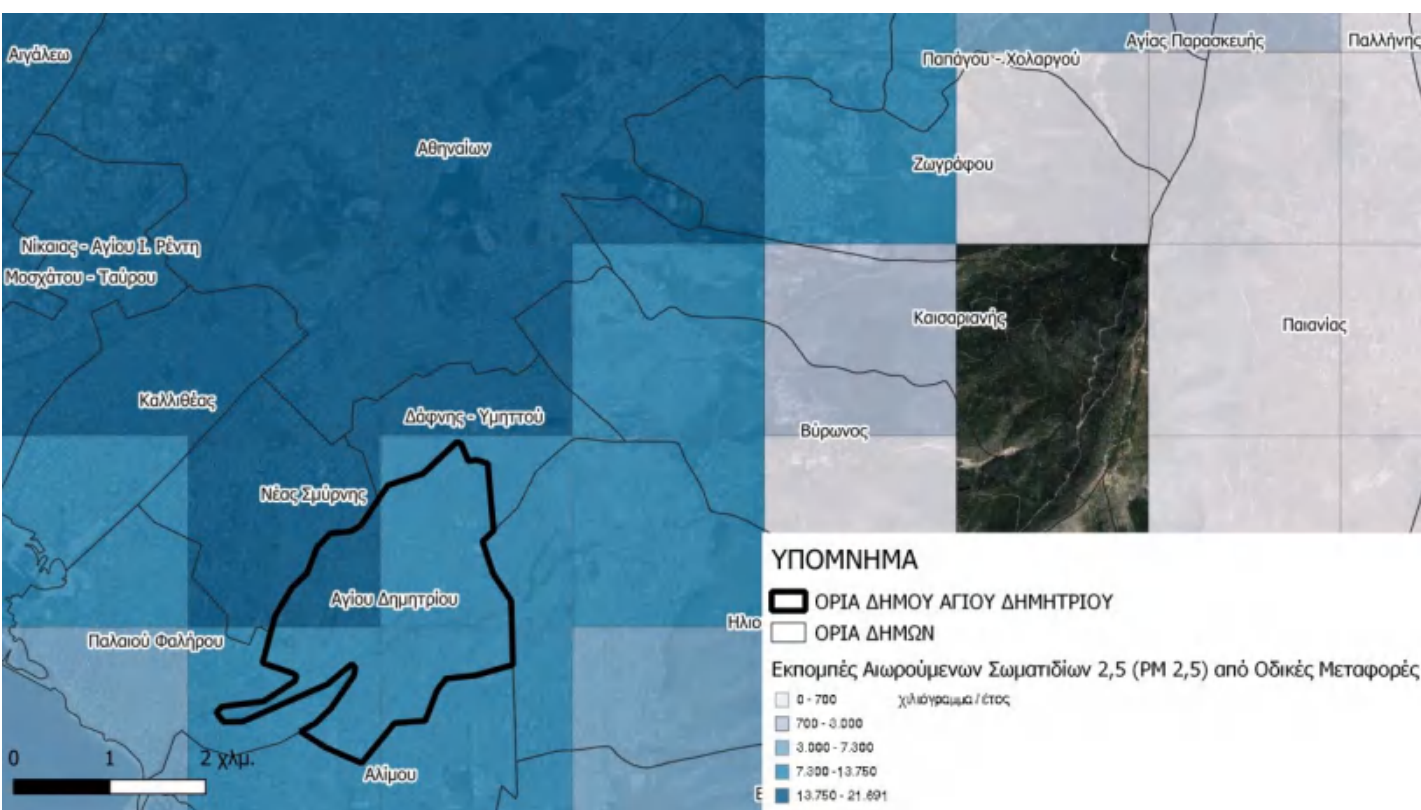 Αιγάλεω
Αγίας Παρασκευής
Παλλήνης
Παπάγου - Χολαργού
Αθηναίων
Ζωγράφου
Νίκαιας - Αγίου Ι. Ρέντη
Μοσχάτου - Ταύρου
Καισαριανής
Παιανίας
Καλλιθέας
Δάφνης - Υμηττού
Βύρωνος
Νέας Σμύρνης
Αγίου Δημητρίου
Παλαιού Φαλήρου
Ηλιο
Αλίμου
0 1 2 χλμ.
ΥΠΟΜΝΗΜΑ
ΟΡΙΑ ΔΗΜΟΥ ΑΓΙΟΥ ΔΗΜΗΤΡΙΟΥ
ΟΡΙΑ ΔΗΜΩΝ
Εκπομπές Αιωρούμενων Σωματιδίων 2,5 (PM 2,5) από Οδικές Μεταφορές
0 - 700 χιλιόγραμμα / έτος
700 - 3.000
3.000 - 7.300
7.300 - 13.750
13.750 - 21.691